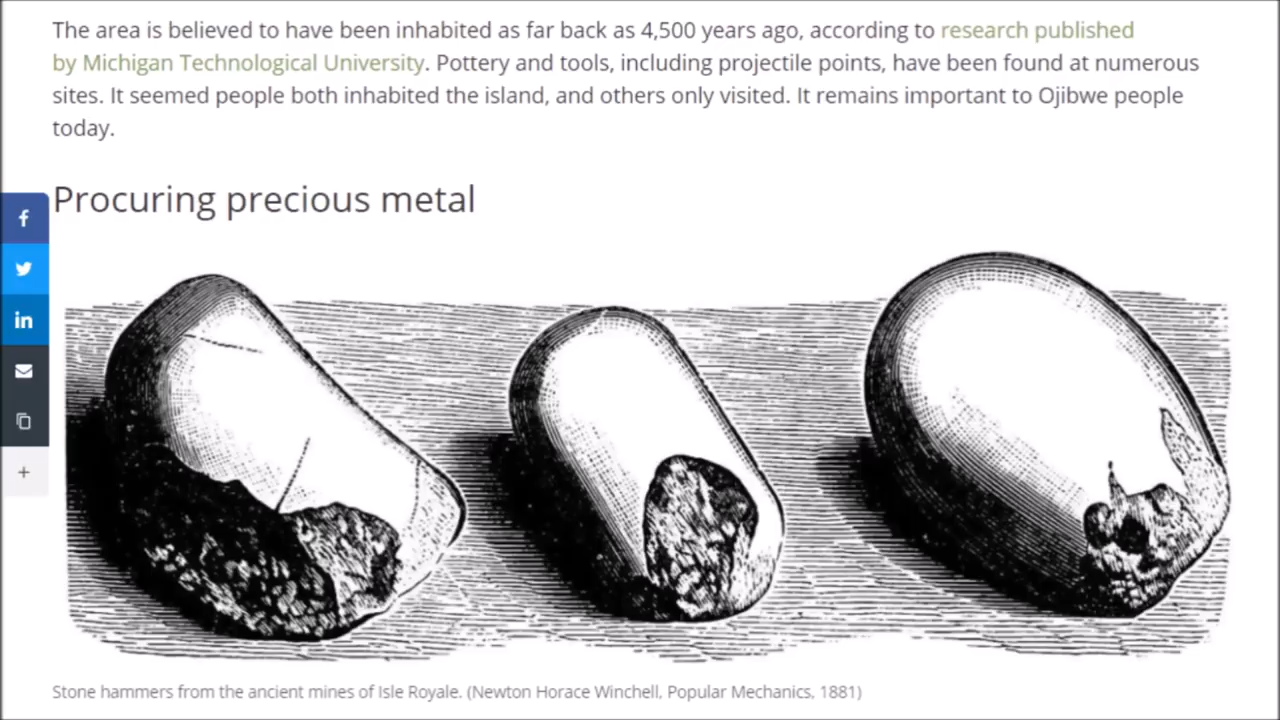 The area is believed to have been inhabited as far back as 4,500 years ago, according to research published
by Michigan Technological University. Pottery and tools, including projectile points, have been found at numerous
sites. It seemed people both inhabited the island, and others only visited. It remains important to Ojibwe people
today.
Procuring precious metal
f
in
+
Stone hammers from the ancient mines of Isle Royale. (Newton Horace Winchell, Popular Mechanics, 1881)